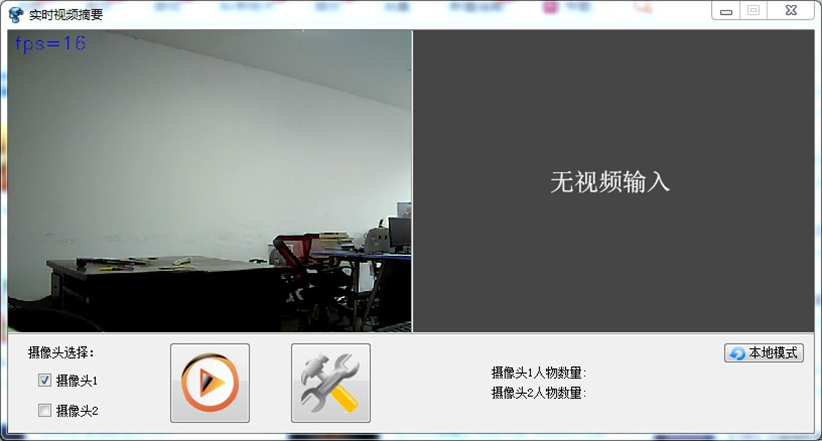 实时视频摘要
fps=16
无视频输入
摄像头选择：
摄像头1
摄像头2
摄像头1人物数量：
摄像头2人物数量：
本地模式